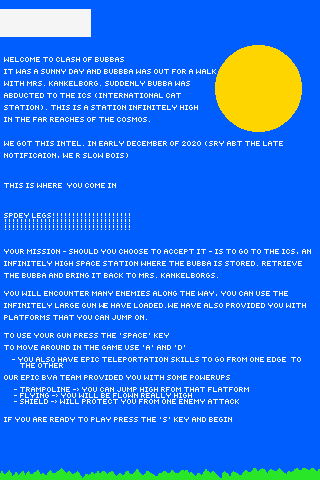 WELCOME TO CLASH OF BUBBAS
IT WAS A SUNNY DAY AND BUBBBA WAS OUT FOR A WALK
WITH MRS. KANKELBORG. SUDDENLY BUBBA WAS
ABDUCTED TO THE ICS (INTERNATIONAL CAT
STATION). THIS IS A STATION INFINITELY HIGH
IN THE FAR REACHES OF THE COSMOS.
WE GOT THIS INTEL. IN EARLY DECEMBER OF 2020 (SRY ABT THE LATE
NOTIFICAION, WE R SLOW BOIS)
THIS IS WHERE YOU COME IN
SPDEY LEGS!!!!!!!!!!!!!!!!!!!!!!
YOUR MISSION - SHOULD YOU CHOOSE TO ACCEPT IT - IS TO GO TO THE ICS, AN
INFINITELY HIGH SPACE STATION WHERE THE BUBBA IS STORED, RETRIEVE
THE BUBBA AND BRING IT BACK TO MRS. KANKELBORGS.
YOU WILL ENCOUNTER MANY ENEMIES ALONG THE WAY. YOU CAN USE THE
INFINITELY LARGE GUN WE HAVE LOADED.WE HAVE ALSO PROVIDED YOU WITH
PLATFORMS THAT YOU CAN JUMP ON.
TO USE YOUR GUN PRESS THE 'SPACE' KEY
TO MOVE AROUND IN THE GAME USE 'A' AND 'D'
- YOU ALSO HAVE EPIC TELEPORTATION SKILLS TO GO FROM ONE EDGE TO
THE OTHER
OUR EPIC BVA TEAM PROVIDED YOU WITH SOME POWERUPS
- TRAMPOLINE -> YOU CAN JUMP HIGH RFOM THAT PLATFORM
- FLYING -> YOU WILL BE FLOWN REALLY HIGH
- SHIELD -> WILL PROTECT YOU FROM ONE ENEMY ATTACK
IF YOU ARE READY TO PLAY PRESS THE 'S' KEY AND BEGIN